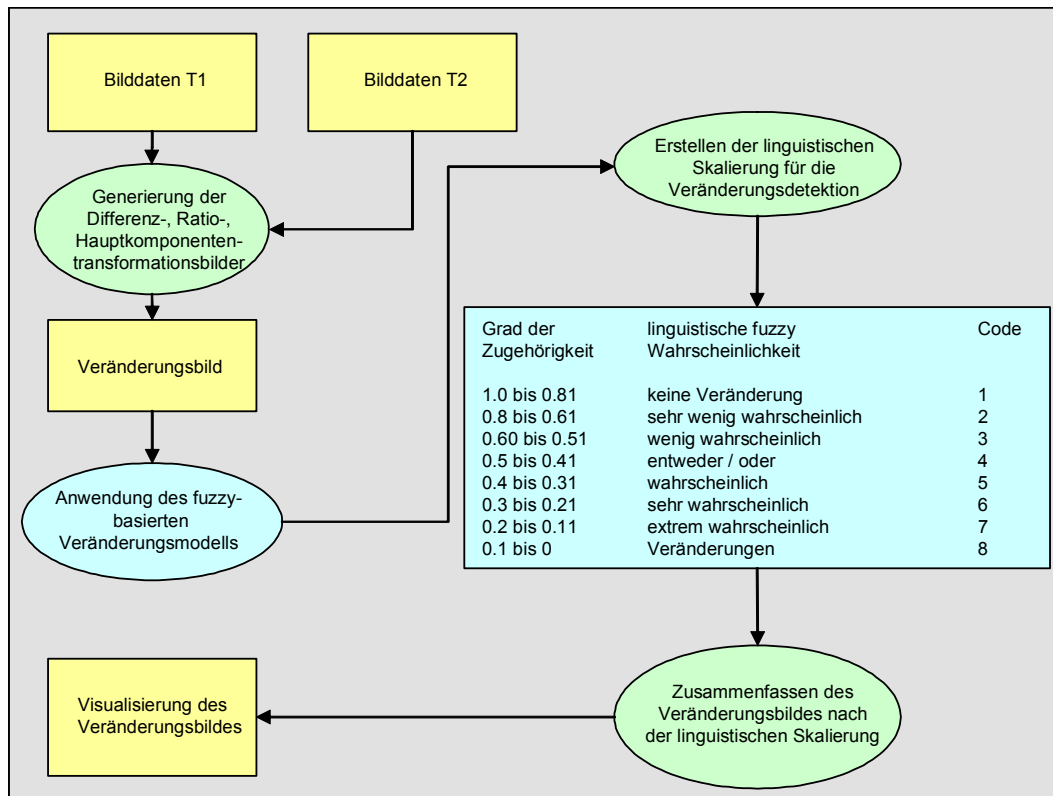 Bilddaten T1
Bilddaten T2
Generierung der
Differenz-, Ratio-,
Hauptkomponenten-
transformationsbilder
Veränderungsbild
Anwendung des fuzzy-
basierten
Veränderungsmodells
Erstellen der linguistischen
Skalierung für die
Veränderungsdetektion
Grad der linguistische fuzzy Code
Zugehörigkeit Wahrscheinlichkeit
1.0 bis 0.81 keine Veränderung 1
0.8 bis 0.61 sehr wenig wahrscheinlich 2
0.60 bis 0.51 wenig wahrscheinlich 3
0.5 bis 0.41 entweder / oder 4
0.4 bis 0.31 wahrscheinlich 5
0.3 bis 0.21 sehr wahrscheinlich 6
0.2 bis 0.11 extrem wahrscheinlich 7
0.1 bis 0 Veränderungen 8
Zusammenfassen des
Veränderungsbildes nach
der linguistischen Skalierung
Visualisierung des
Veränderungsbildes